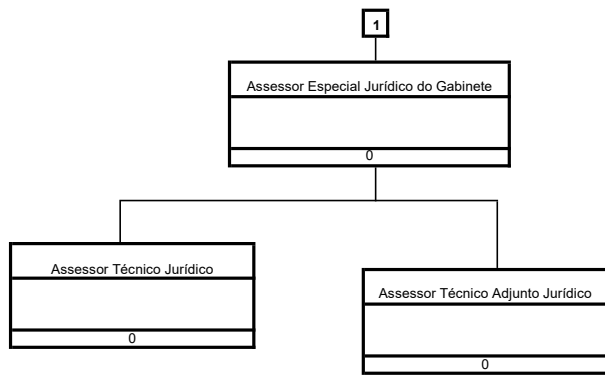 1
Assessor Especial Jurídico do Gabinete
0
Assessor Técnico Jurídico
0
Assessor Técnico Adjunto Jurídico
0